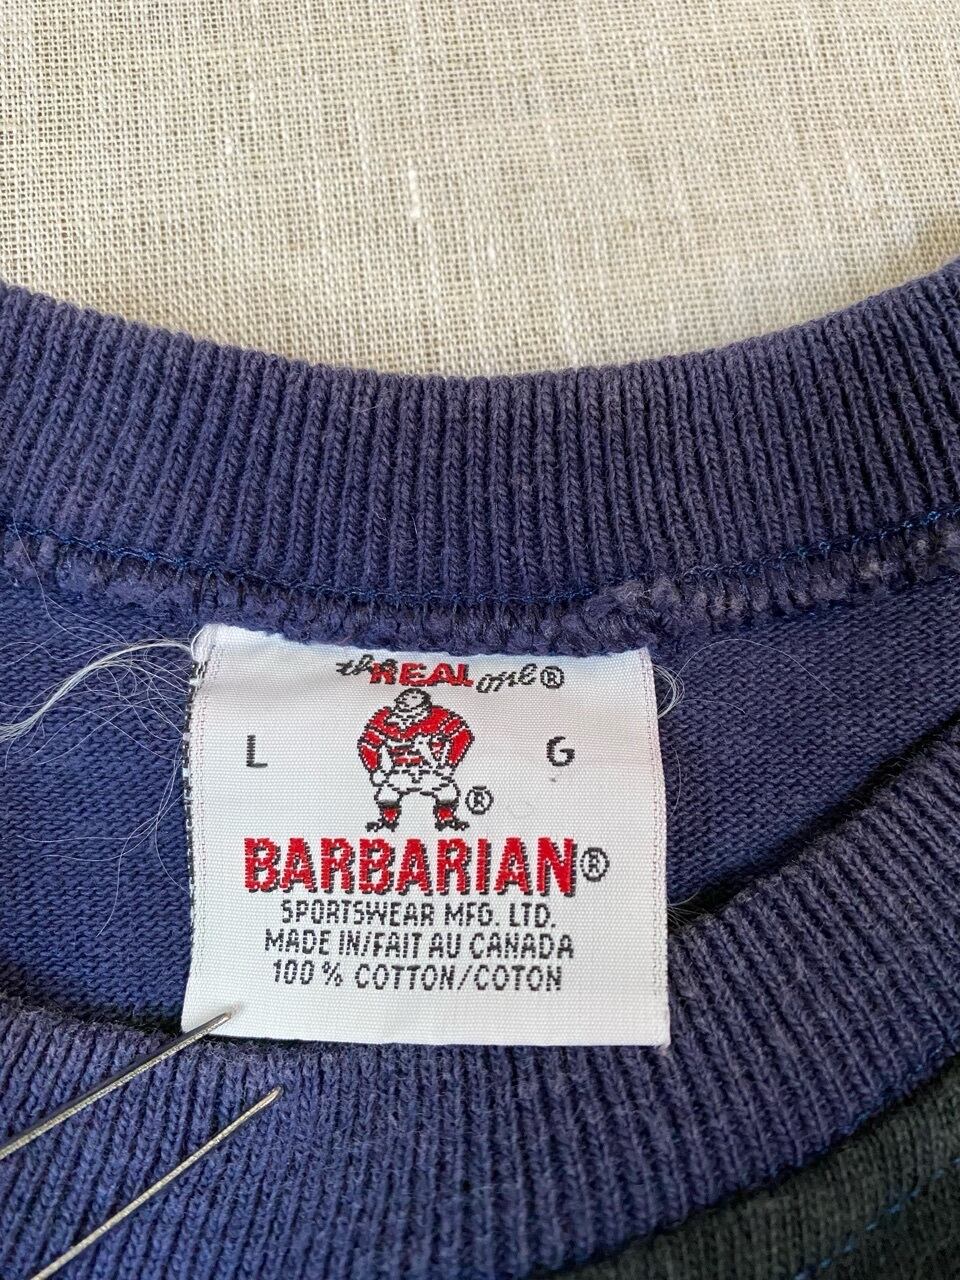 the REAL one®
L G
®
BARBARIAN®
SPORTSWEAR MFG. LTD.
MADE IN/FAIT AU CANADA
100% COTTON/COTON